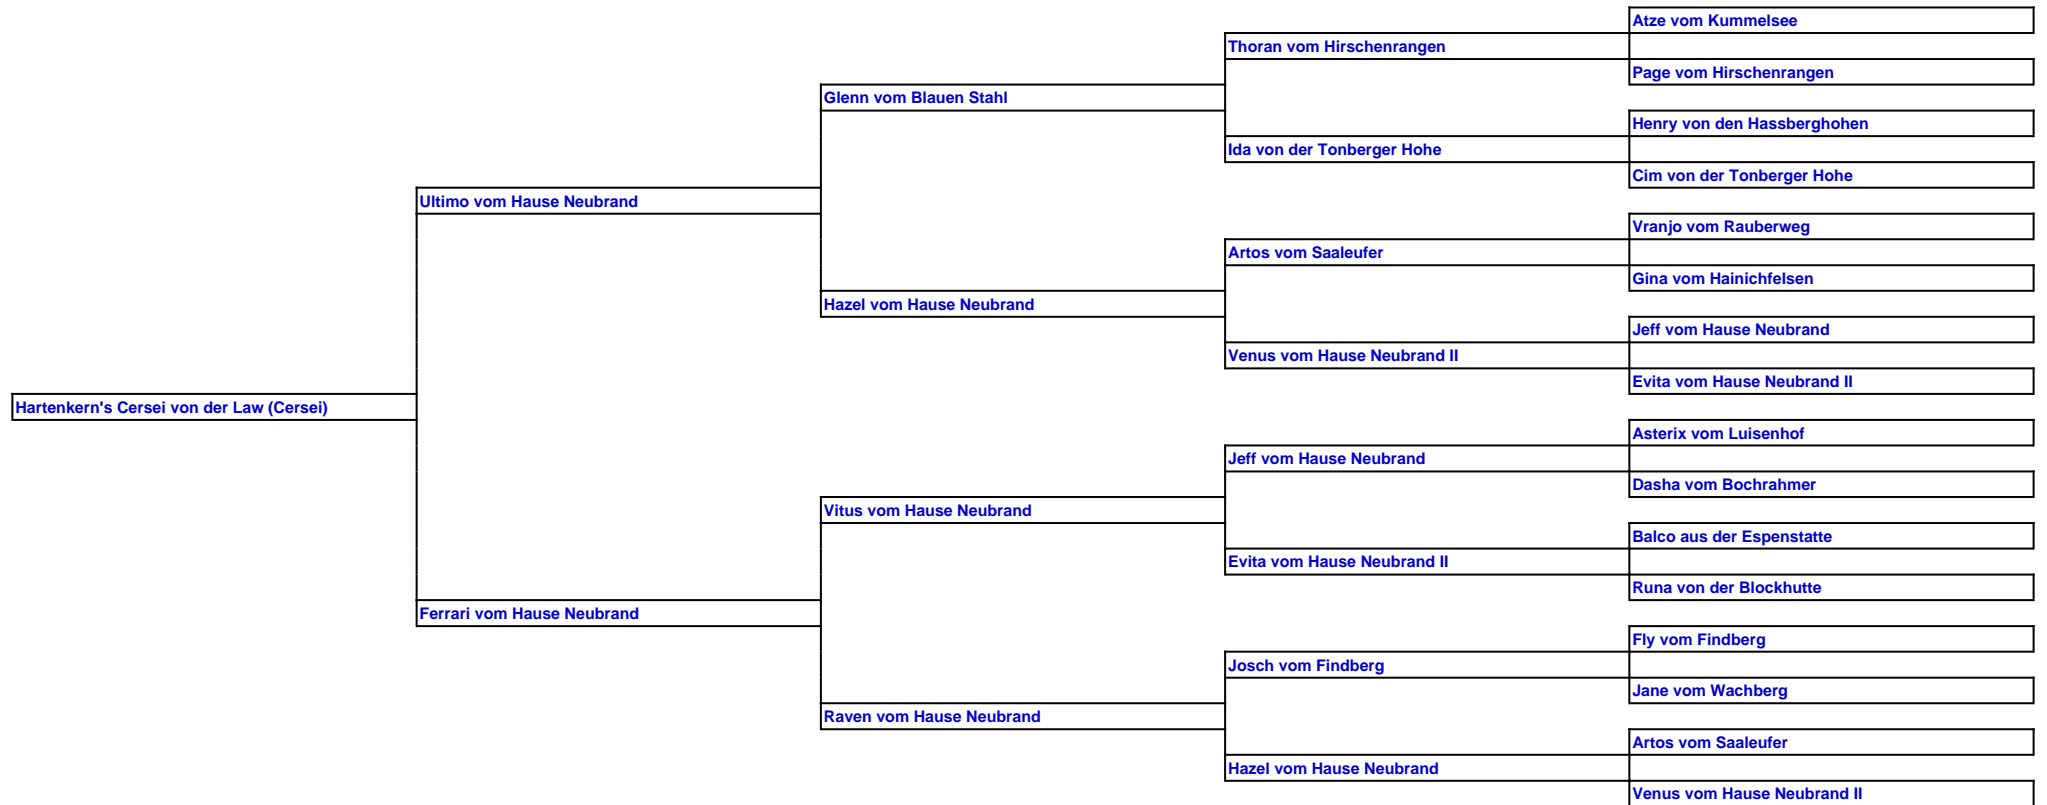 Atze vom Kummelsee
Thoran vom Hirschenrangen
Page vom Hirschenrangen
Glenn vom Blauen Stahl
Henry von den Hassberghohen
Ida von der Tonberger Hohe
Cim von der Tonberger Hohe
Ultimo vom Hause Neubrand
Vranjo vom Rauberweg
Artos vom Saaleufer
Gina vom Hainichfelsen
Hazel vom Hause Neubrand
Jeff vom Hause Neubrand
Venus vom Hause Neubrand II
Evita vom Hause Neubrand II
Hartenkern's Cersei von der Law (Cersei)
Asterix vom Luisenhof
Jeff vom Hause Neubrand
Dasha vom Bochrahmer
Vitus vom Hause Neubrand
Balco aus der Espenstatte
Evita vom Hause Neubrand II
Runa von der Blockhutte
Ferrari vom Hause Neubrand
Fly vom Findberg
Josch vom Findberg
Jane vom Wachberg
Raven vom Hause Neubrand
Artos vom Saaleufer
Hazel vom Hause Neubrand
Venus vom Hause Neubrand II